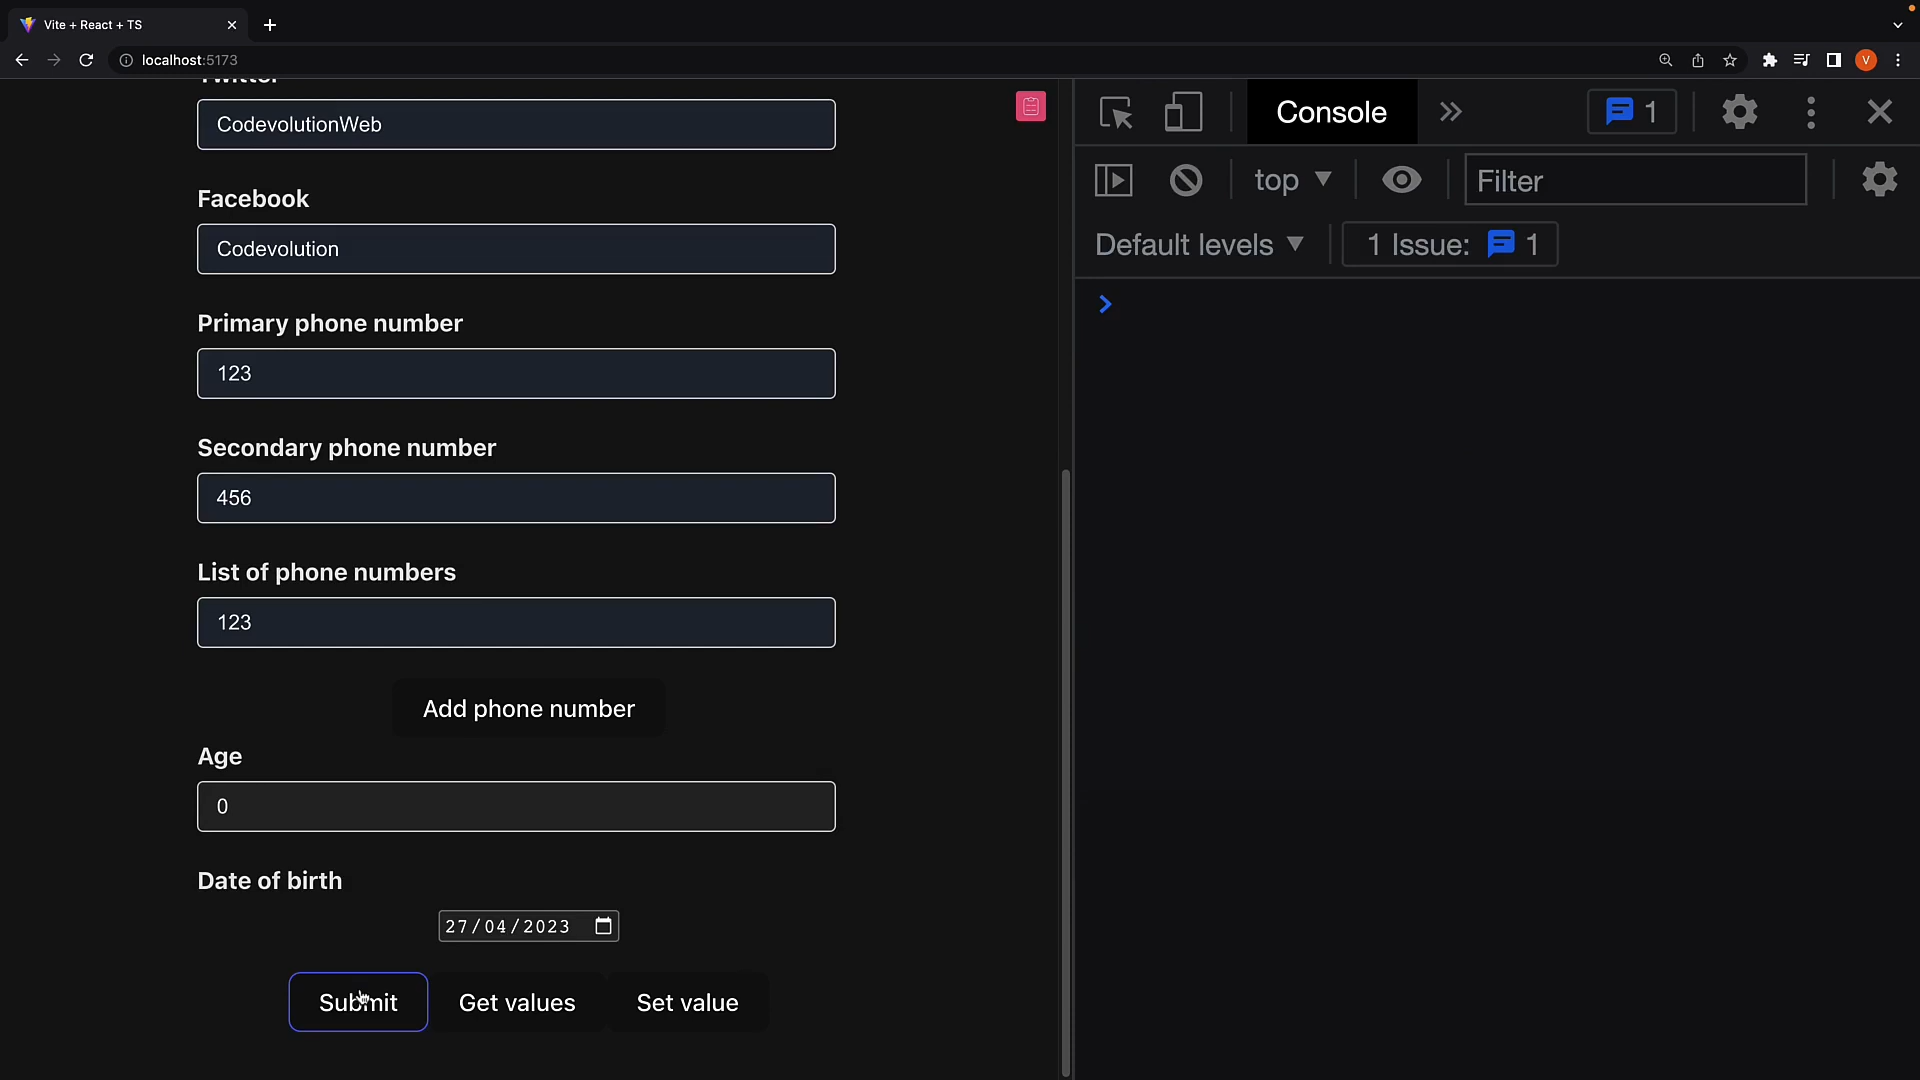 Vite + React + TS
localhost:5173
V
Twitter
CodevolutionWeb
Facebook
Codevolution
Primary phone number
123
Secondary phone number
456
List of phone numbers
123
Add phone number
Age
0
Date of birth
27/04/2023
Submit
Get values
Set value
Console
1
top
Filter
Default levels
1 Issue:
1